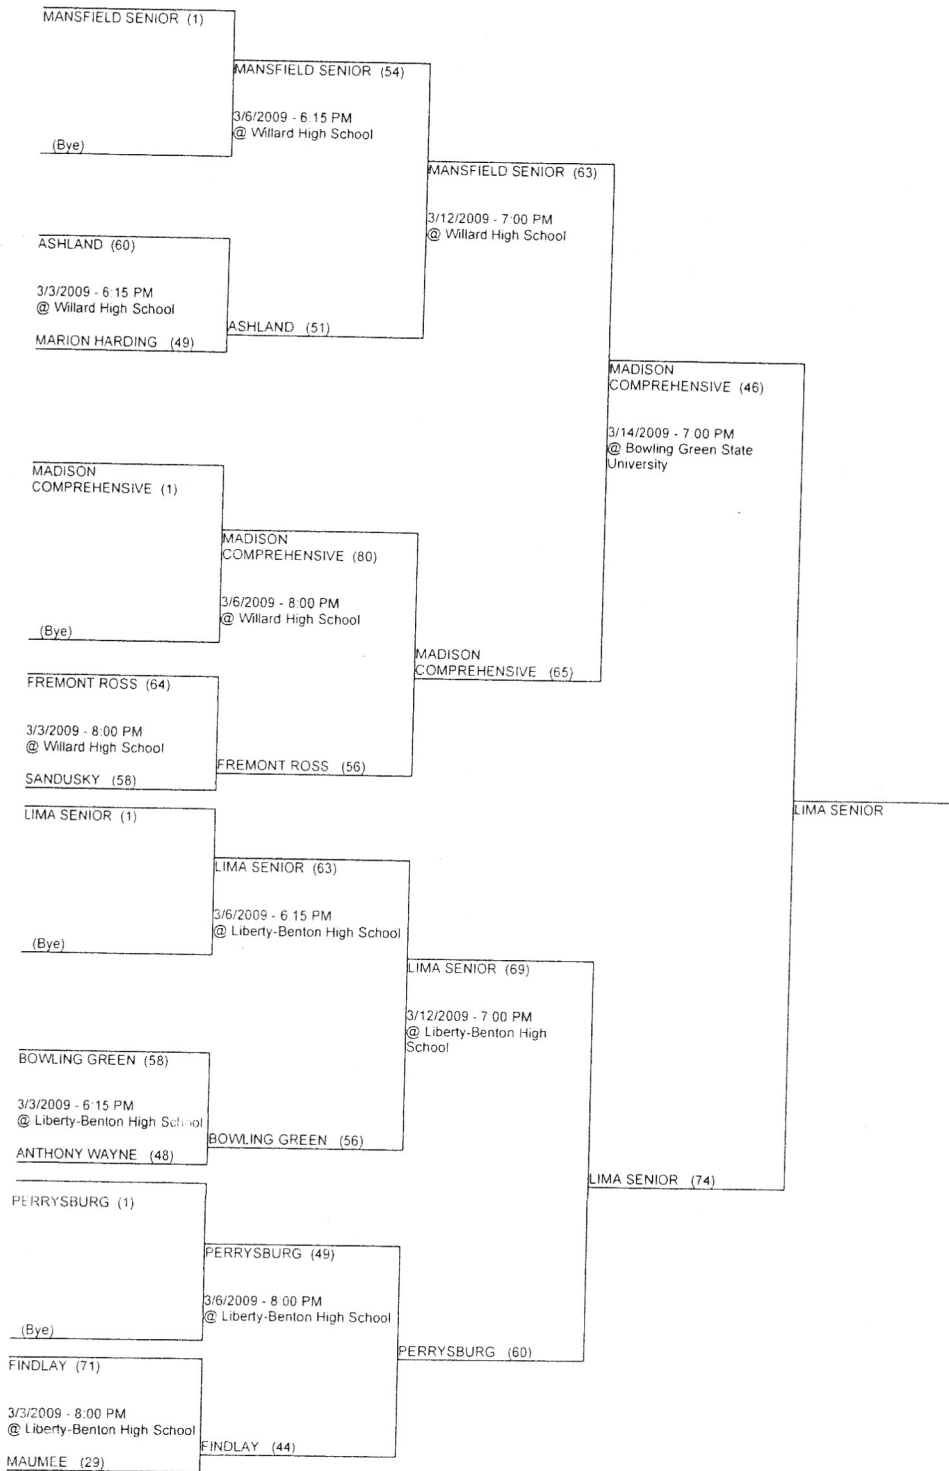 MANSFIELD SENIOR (1)
MANSFIELD SENIOR (54)
3/6/2009 - 6:15 PM
@ Willard High School
(Bye)
MANSFIELD SENIOR (63)
3/12/2009 - 7:00 PM
@ Willard High School
ASHLAND (60)
3/3/2009 - 6:15 PM
@ Willard High School
MARION HARDING (49)
ASHLAND (51)
MADISON
COMPREHENSIVE (46)
3/14/2009 - 7:00 PM
@ Bowling Green State
University
MADISON
COMPREHENSIVE (1)
MADISON
COMPREHENSIVE (80)
3/6/2009 - 8:00 PM
@ Willard High School
(Bye)
MADISON
COMPREHENSIVE (65)
FREMONT ROSS (64)
3/3/2009 - 8:00 PM
@ Willard High School
SANDUSKY (58)
FREMONT ROSS (56)
LIMA SENIOR
LIMA SENIOR (1)
LIMA SENIOR (63)
3/6/2009 - 6:15 PM
@ Liberty-Benton High School
(Bye)
LIMA SENIOR (69)
3/12/2009 - 7:00 PM
@ Liberty-Benton High
School
BOWLING GREEN (58)
3/3/2009 - 6:15 PM
@ Liberty-Benton High School
ANTHONY WAYNE (48)
BOWLING GREEN (56)
LIMA SENIOR (74)
PERRYSBURG (1)
PERRYSBURG (49)
3/6/2009 - 8:00 PM
@ Liberty-Benton High School
(Bye)
PERRYSBURG (60)
FINDLAY (71)
3/3/2009 - 8:00 PM
@ Liberty-Benton High School
MAUMEE (29)
FINDLAY (44)